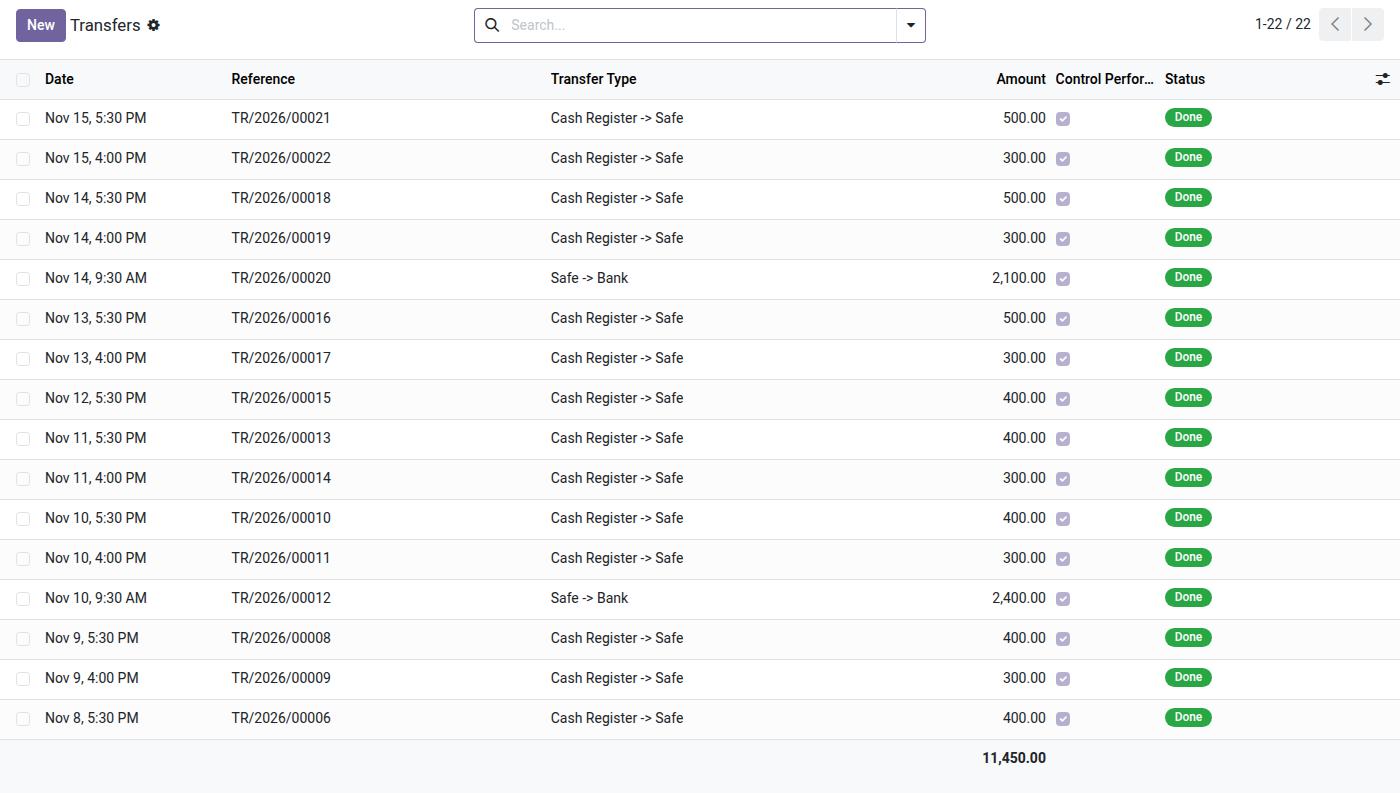 New Transfers Search... 1-22 / 22
Date Reference Transfer Type Amount Control Perfor... Status
Nov 15, 5:30 PM TR/2026/00021 Cash Register -> Safe 500.00 Done
Nov 15, 4:00 PM TR/2026/00022 Cash Register -> Safe 300.00 Done
Nov 14, 5:30 PM TR/2026/00018 Cash Register -> Safe 500.00 Done
Nov 14, 4:00 PM TR/2026/00019 Cash Register -> Safe 300.00 Done
Nov 14, 9:30 AM TR/2026/00020 Safe -> Bank 2,100.00 Done
Nov 13, 5:30 PM TR/2026/00016 Cash Register -> Safe 500.00 Done
Nov 13, 4:00 PM TR/2026/00017 Cash Register -> Safe 300.00 Done
Nov 12, 5:30 PM TR/2026/00015 Cash Register -> Safe 400.00 Done
Nov 11, 5:30 PM TR/2026/00013 Cash Register -> Safe 400.00 Done
Nov 11, 4:00 PM TR/2026/00014 Cash Register -> Safe 300.00 Done
Nov 10, 5:30 PM TR/2026/00010 Cash Register -> Safe 400.00 Done
Nov 10, 4:00 PM TR/2026/00011 Cash Register -> Safe 300.00 Done
Nov 10, 9:30 AM TR/2026/00012 Safe -> Bank 2,400.00 Done
Nov 9, 5:30 PM TR/2026/00008 Cash Register -> Safe 400.00 Done
Nov 9, 4:00 PM TR/2026/00009 Cash Register -> Safe 300.00 Done
Nov 8, 5:30 PM TR/2026/00006 Cash Register -> Safe 400.00 Done
11,450.00